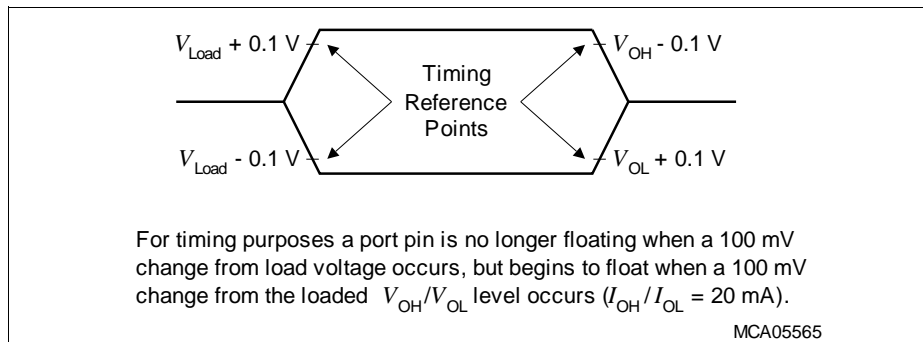 V_Load + 0.1 V
V_OH - 0.1 V
Timing
Reference
Points
V_Load - 0.1 V
V_OL + 0.1 V
For timing purposes a port pin is no longer floating when a 100 mV
change from load voltage occurs, but begins to float when a 100 mV
change from the loaded V_OH/V_OL level occurs (I_OH/I_OL = 20 mA).
MCA05565